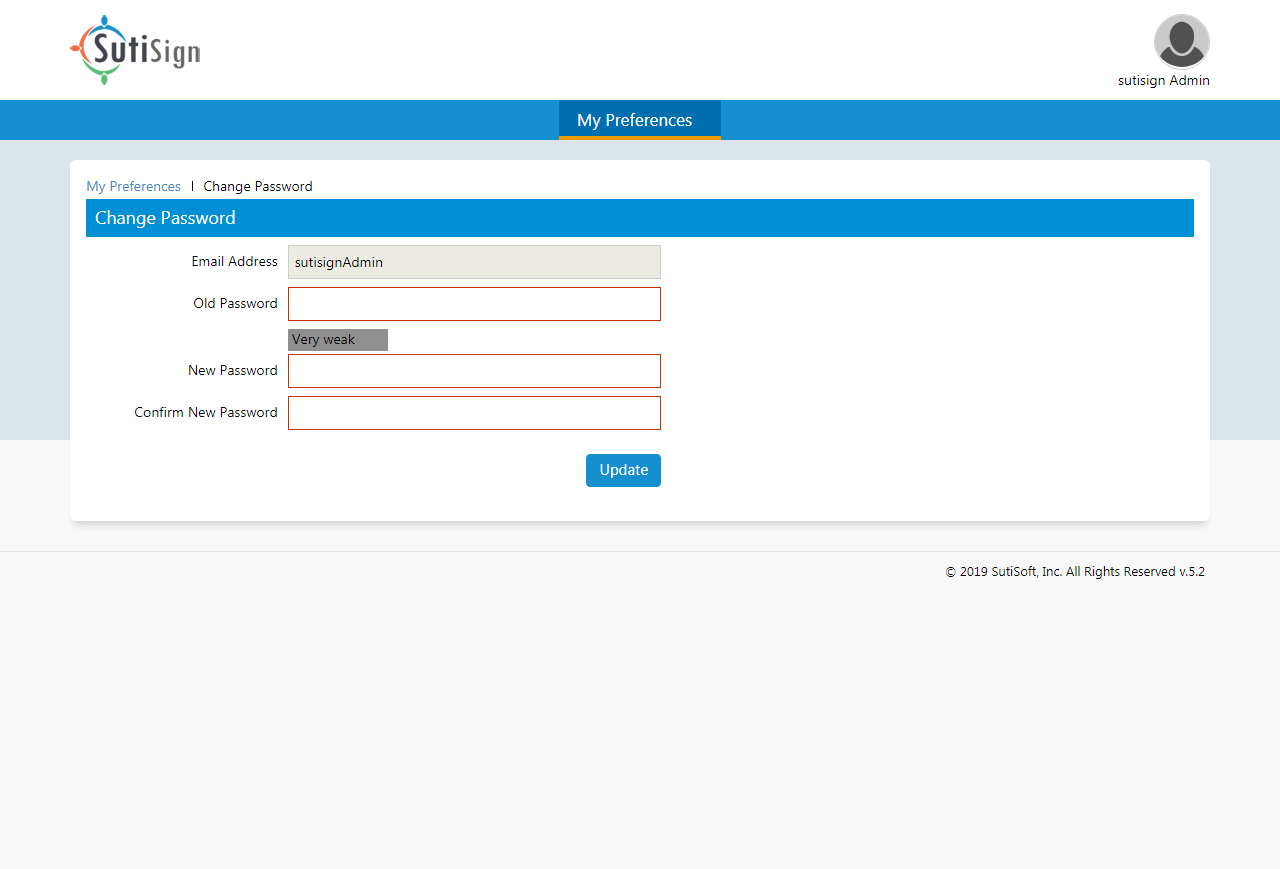 SutiSign
sutisign Admin
My Preferences
My Preferences | Change Password
Change Password
Email Address sutisignAdmin
Old Password
Very weak
New Password
Confirm New Password
Update
© 2019 SutiSoft, Inc. All Rights Reserved v.5.2